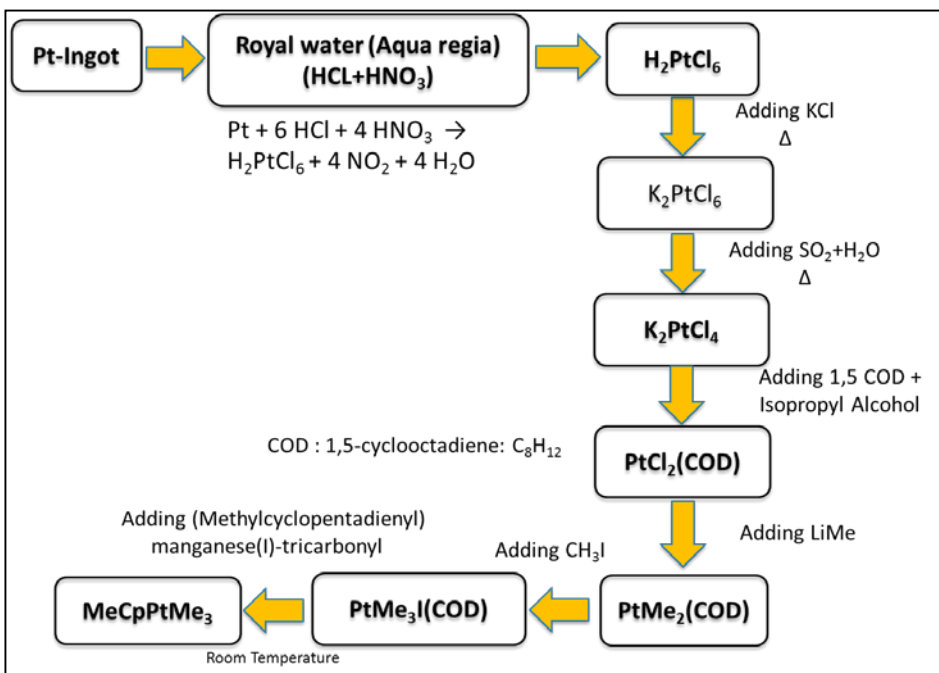 Pt-Ingot
Royal water (Aqua regia)
(HCL+HNO₃)
H₂PtCl₆
Pt + 6 HCl + 4 HNO₃ →
H₂PtCl₆ + 4 NO₂ + 4 H₂O
Adding KCl
Δ
K₂PtCl₆
Adding SO₂+H₂O
Δ
K₂PtCl₄
Adding 1,5 COD +
Isopropyl Alcohol
COD : 1,5-cyclooctadiene: C₈H₁₂
PtCl₂(COD)
Adding LiMe
PtMe₂(COD)
Adding CH₃I
PtMe₃I(COD)
Adding (Methylcyclopentadienyl)
manganese(I)-tricarbonyl
Room Temperature
MeCpPtMe₃